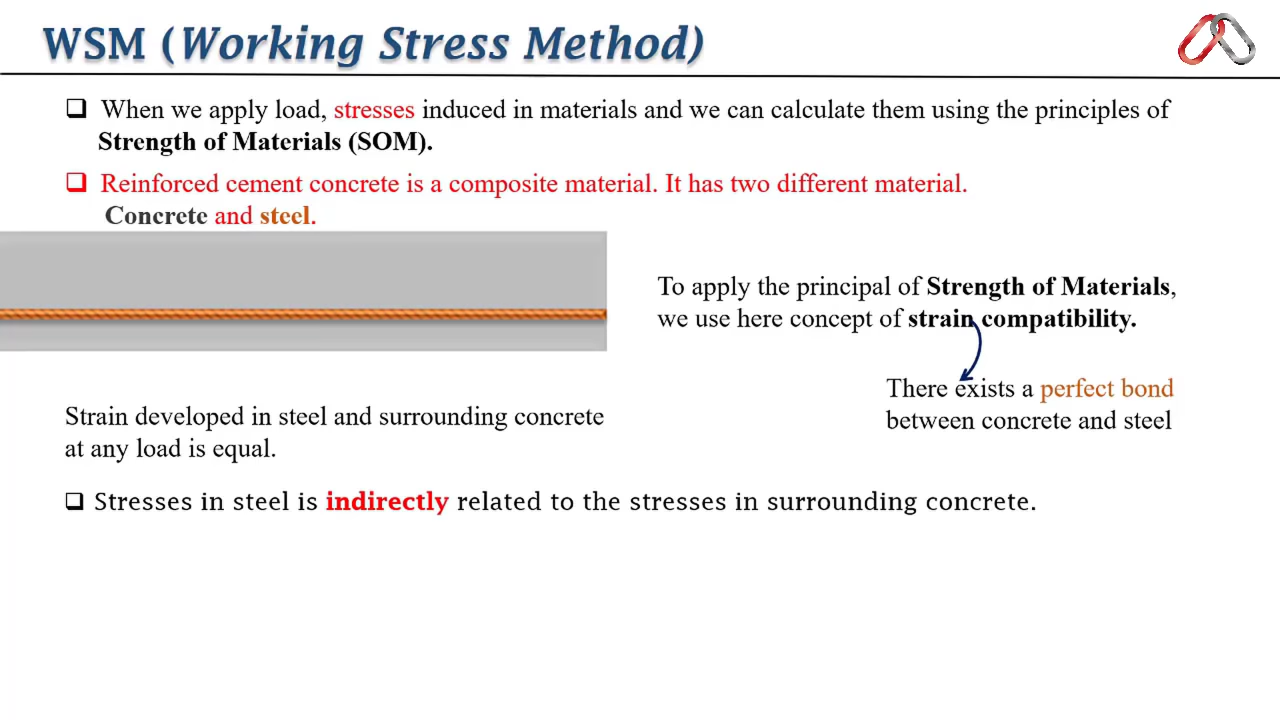 WSM (Working Stress Method)
When we apply load, stresses induced in materials and we can calculate them using the principles of
Strength of Materials (SOM).
Reinforced cement concrete is a composite material. It has two different material.
Concrete and steel.
To apply the principal of Strength of Materials,
we use here concept of strain compatibility.
There exists a perfect bond
between concrete and steel
Strain developed in steel and surrounding concrete
at any load is equal.
Stresses in steel is indirectly related to the stresses in surrounding concrete.